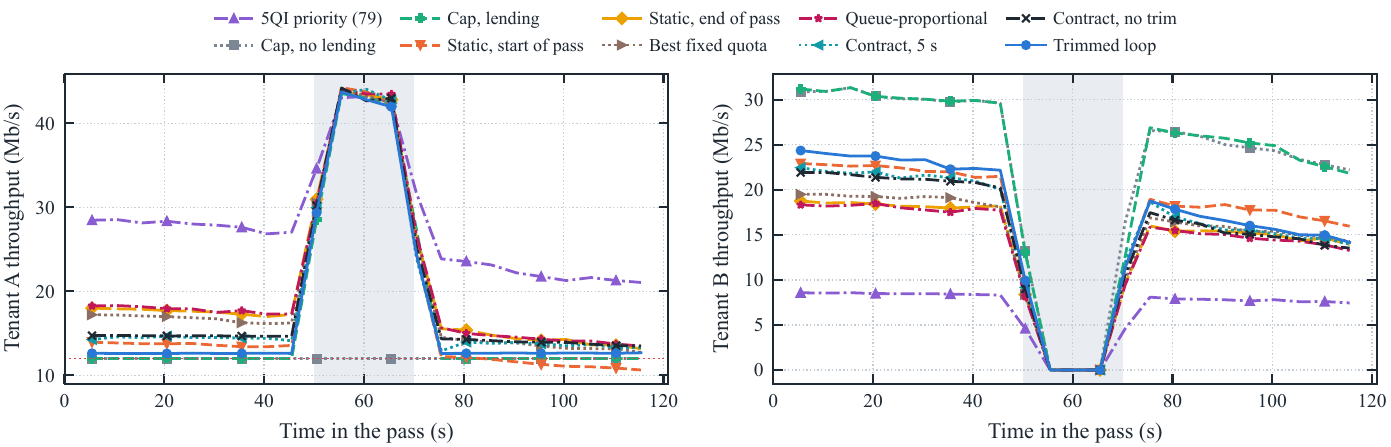 5QI priority (79) Cap, lending Static, end of pass Queue-proportional Contract, no trim
Cap, no lending Static, start of pass Best fixed quota Contract, 5 s Trimmed loop
Tenant A throughput (Mb/s)
40
30
20
10
0 20 40 60 80 100 120
Time in the pass (s)
Tenant B throughput (Mb/s)
30
25
20
15
10
5
0
0 20 40 60 80 100 120
Time in the pass (s)